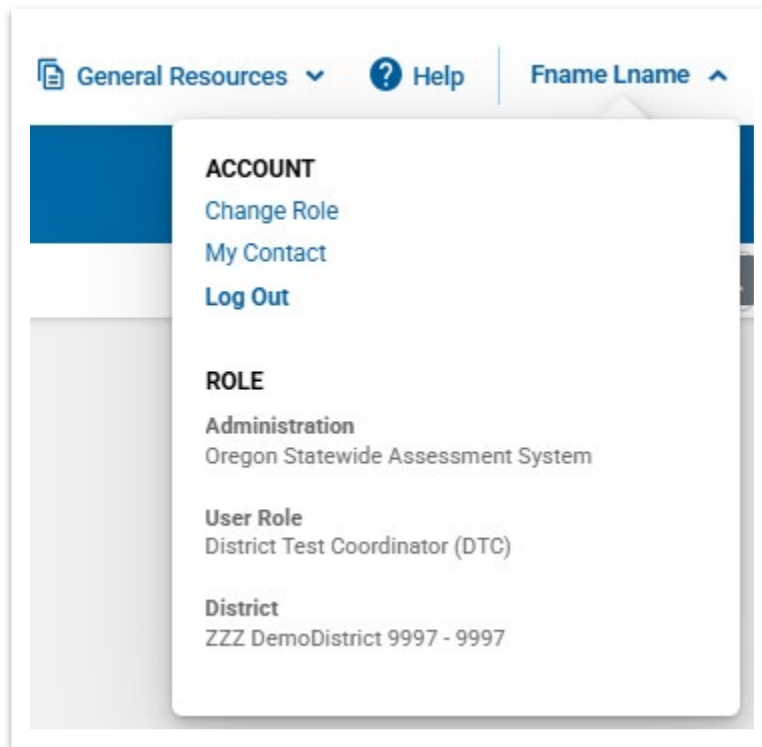 General Resources Help Fname Lname
ACCOUNT
Change Role
My Contact
Log Out
ROLE
Administration
Oregon Statewide Assessment System
User Role
District Test Coordinator (DTC)
District
ZZZ DemoDistrict 9997 - 9997